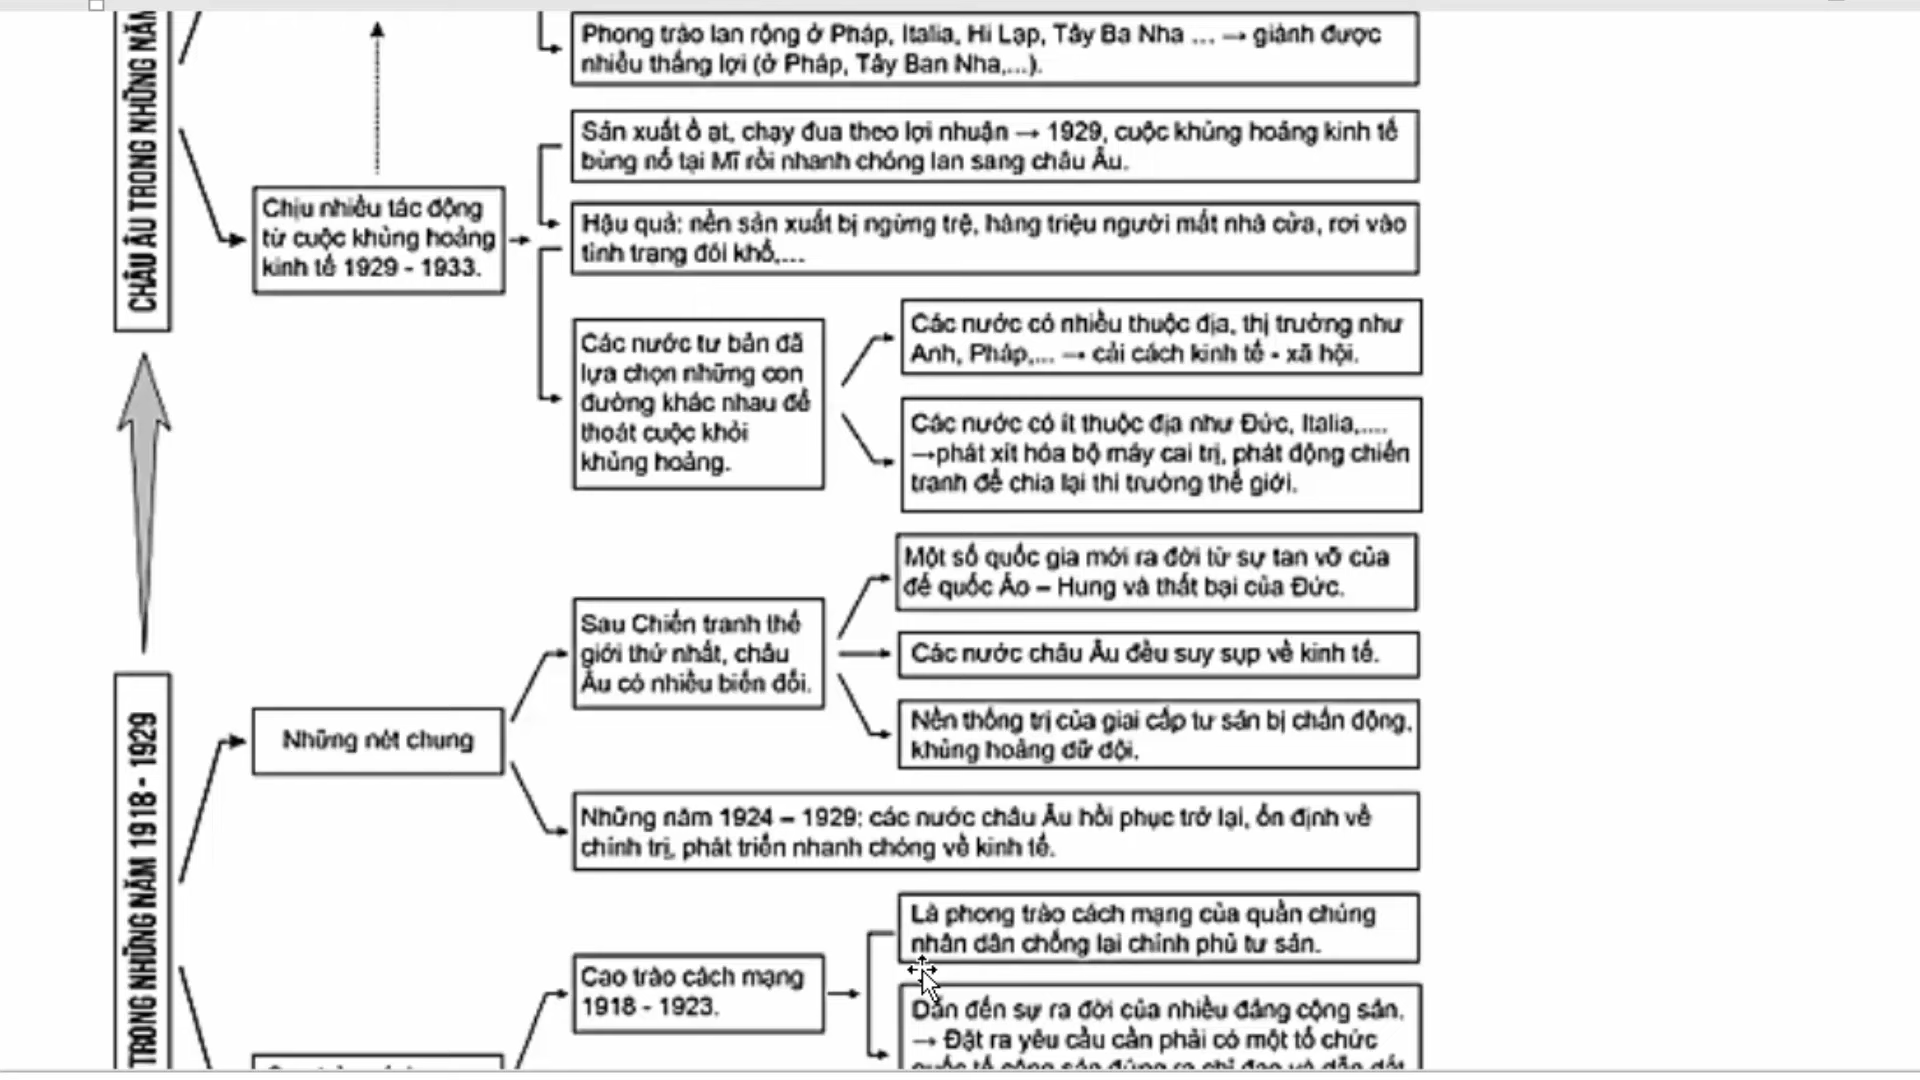 CHÂU ÂU TRONG NHỮNG NĂM
Phong trào lan rộng ở Pháp, Italia, Hi Lạp, Tây Ba Nha ... → giành được
nhiều thắng lợi (ở Pháp, Tây Ban Nha,...).
Chịu nhiều tác động
từ cuộc khủng hoảng
kinh tế 1929 - 1933.
Sản xuất ồ ạt, chạy đua theo lợi nhuận → 1929, cuộc khủng hoảng kinh tế
bùng nổ tại Mĩ rồi nhanh chóng lan sang châu Âu.
Hậu quả: nền sản xuất bị ngừng trệ, hàng triệu người mất nhà cửa, rơi vào
tình trạng đói khổ,...
Các nước tư bản đã
lựa chọn những con
đường khác nhau để
thoát cuộc khỏi
khủng hoảng.
Các nước có nhiều thuộc địa, thị trường như
Anh, Pháp,... → cải cách kinh tế - xã hội.
Các nước có ít thuộc địa như Đức, Italia,....
→phát xít hóa bộ máy cai trị, phát động chiến
tranh để chia lại thị trường thế giới.
TRONG NHỮNG NĂM 1918 - 1929
Những nét chung
Sau Chiến tranh thế
giới thứ nhất, châu
Âu có nhiều biến đổi.
Một số quốc gia mới ra đời từ sự tan vỡ của
đế quốc Áo – Hung và thất bại của Đức.
Các nước châu Âu đều suy sụp về kinh tế.
Nền thống trị của giai cấp tư sản bị chấn động,
khủng hoảng dữ dội.
Những năm 1924 – 1929: các nước châu Âu hồi phục trở lại, ổn định về
chính trị, phát triển nhanh chóng về kinh tế.
Cao trào cách mạng
1918 - 1923.
Là phong trào cách mạng của quần chúng
nhân dân chống lại chính phủ tư sản.
Dẫn đến sự ra đời của nhiều đảng cộng sản.
→ Đặt ra yêu cầu cần phải có một tổ chức
quốc tế cộng sản đứng ra chỉ đạo và dẫn dắt